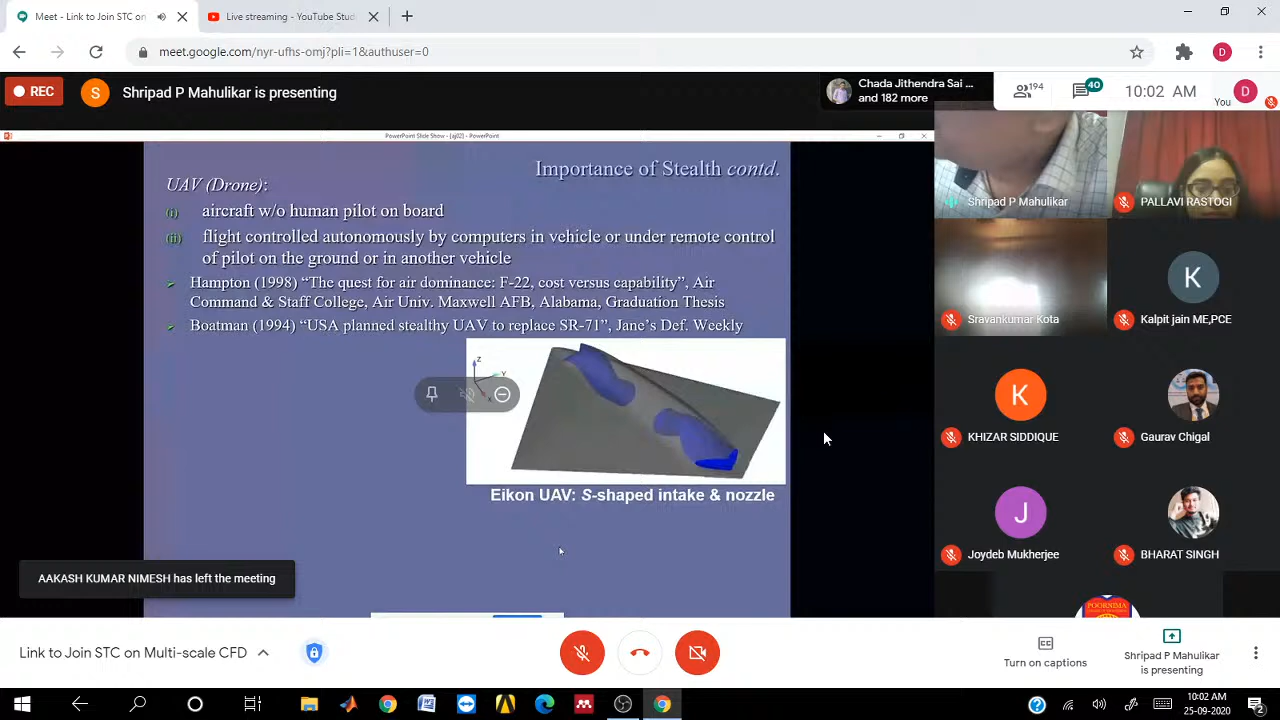 Meet - Link to Join STC on
Live streaming - YouTube Stud
meet.google.com/nyr-ufhs-omj?pli=1&authuser=0
D
REC
S
Shripad P Mahulikar is presenting
Chada Jithendra Sai ...
and 182 more
194
40
10:02 AM
You
D
PowerPoint Slide Show - [aj02] - PowerPoint
Importance of Stealth contd.
UAV (Drone):
(i) aircraft w/o human pilot on board
(ii) flight controlled autonomously by computers in vehicle or under remote control
of pilot on the ground or in another vehicle
Hampton (1998) “The quest for air dominance: F-22, cost versus capability”, Air
Command & Staff College, Air Univ. Maxwell AFB, Alabama, Graduation Thesis
Boatman (1994) “USA planned stealthy UAV to replace SR-71”, Jane’s Def. Weekly
Z
Y
X
Eikon UAV: S-shaped intake & nozzle
Shripad P Mahulikar
PALLAVI RASTOGI
Sravankumar Kota
K
Kalpit jain ME,PCE
K
KHIZAR SIDDIQUE
Gaurav Chigal
J
Joydeb Mukherjee
BHARAT SINGH
POORNIMA
AAKASH KUMAR NIMESH has left the meeting
Link to Join STC on Multi-scale CFD
Turn on captions
Shripad P Mahulikar
is presenting
10:02 AM
25-09-2020